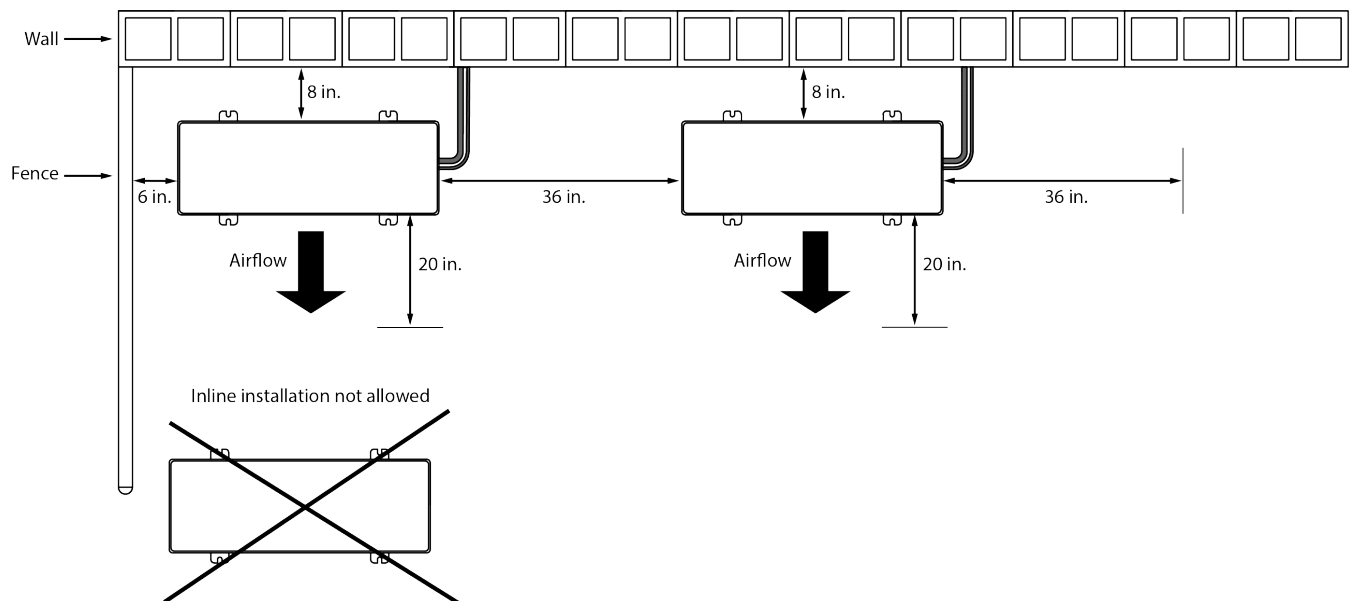 Wall
8 in.
8 in.
Fence
6 in.
36 in.
36 in.
Airflow
20 in.
Airflow
20 in.
Inline installation not allowed